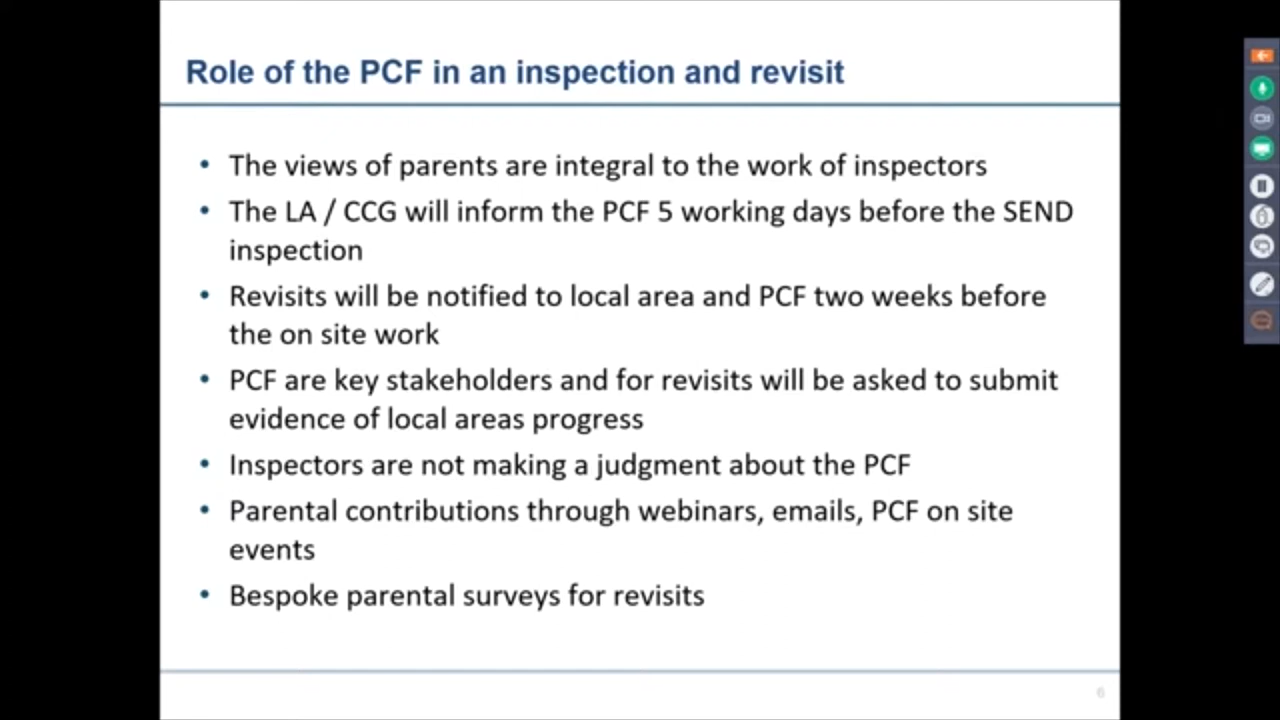 Role of the PCF in an inspection and revisit
• The views of parents are integral to the work of inspectors
• The LA / CCG will inform the PCF 5 working days before the SEND
inspection
• Revisits will be notified to local area and PCF two weeks before
the on site work
• PCF are key stakeholders and for revisits will be asked to submit
evidence of local areas progress
• Inspectors are not making a judgment about the PCF
• Parental contributions through webinars, emails, PCF on site
events
• Bespoke parental surveys for revisits
6